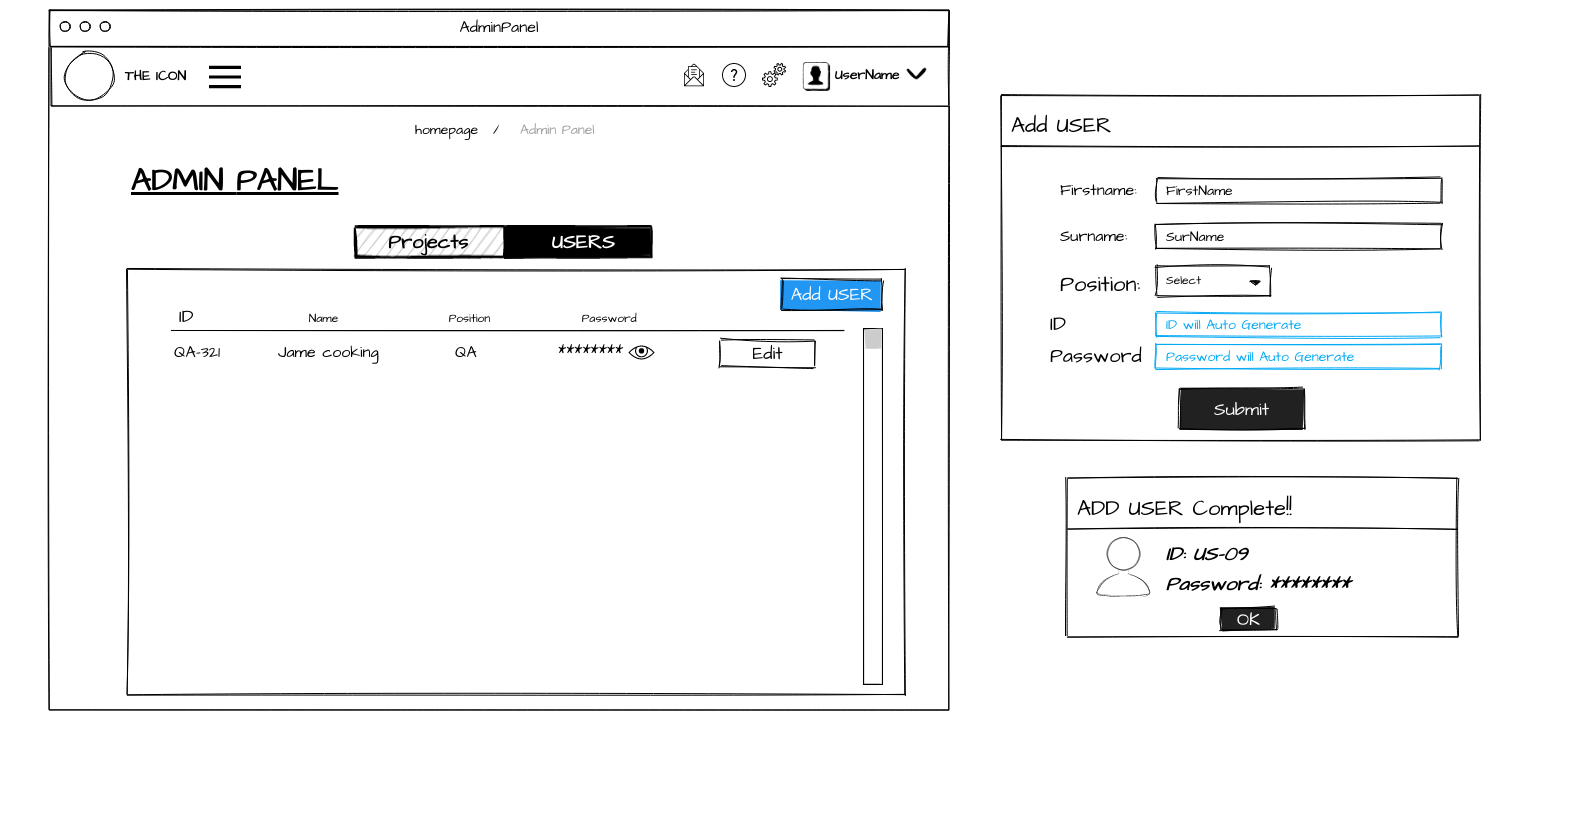 AdminPanel
THE ICON
UserName
homepage / Admin Panel
ADMIN PANEL
Projects USERS
Add USER
ID Name Position Password
QA-321 Jame cooking QA ******** Edit
Add USER
Firstname: FirstName
Surname: SurName
Position: Select
ID ID will Auto Generate
Password Password will Auto Generate
Submit
ADD USER Complete!!
ID: US-09
Password: ********
OK